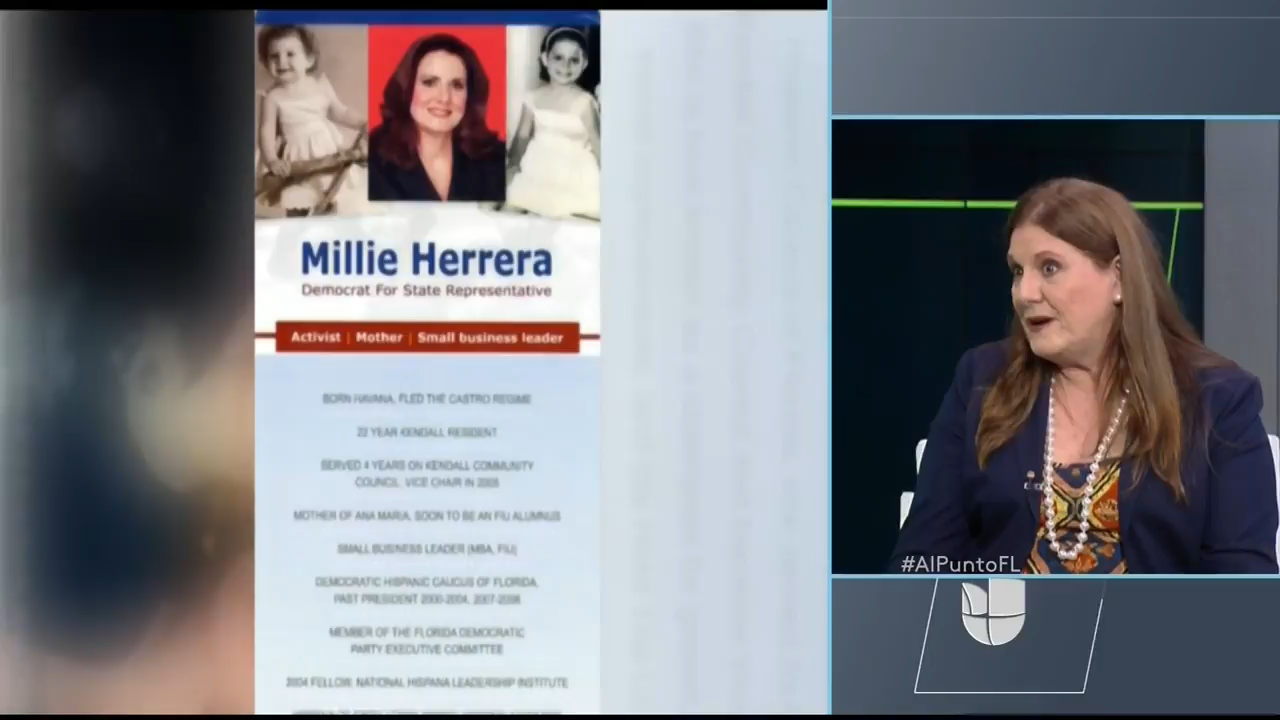 Millie Herrera
Democrat For State Representative
Activist | Mother | Small business leader
BORN HAVANA, FLED THE CASTRO REGIME
22 YEAR KENDALL RESIDENT
SERVED 4 YEARS ON KENDALL COMMUNITY
COUNCIL, VICE CHAIR IN 2005
MOTHER OF ANA MARIA, SOON TO BE AN FIU ALUMNUS
SMALL BUSINESS LEADER (MBA, FIU)
DEMOCRATIC HISPANIC CAUCUS OF FLORIDA,
PAST PRESIDENT 2000-2004, 2007-2008
MEMBER OF THE FLORIDA DEMOCRATIC
PARTY EXECUTIVE COMMITTEE
2004 FELLOW, NATIONAL HISPANA LEADERSHIP INSTITUTE
#AlPuntoFL